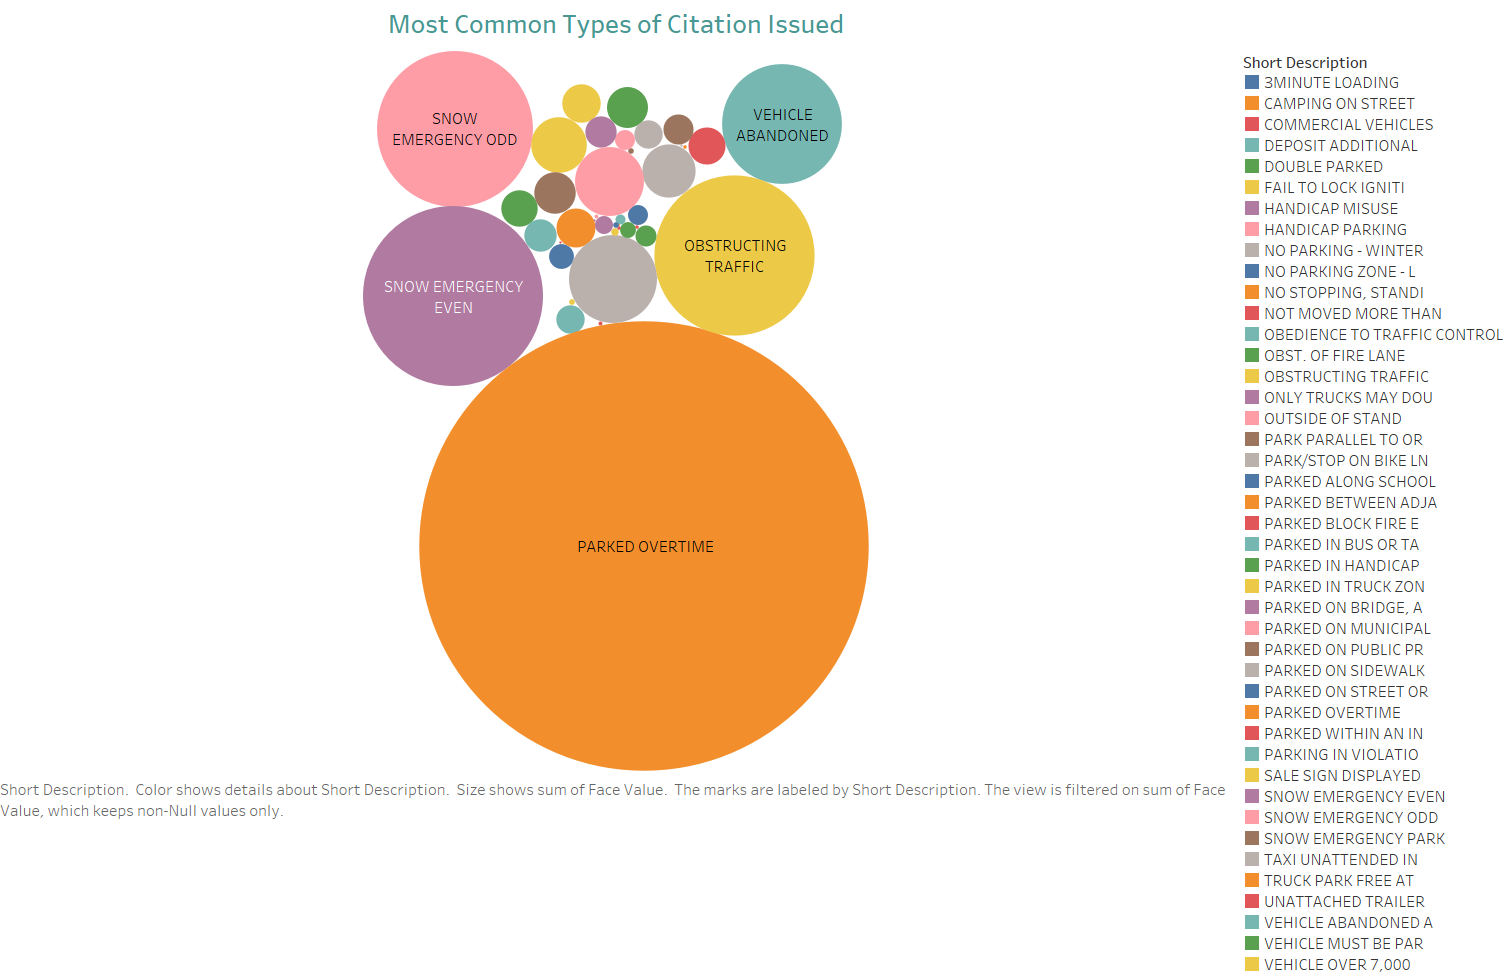 Most Common Types of Citation Issued
SNOW
EMERGENCY ODD
VEHICLE
ABANDONED
OBSTRUCTING
TRAFFIC
SNOW EMERGENCY
EVEN
PARKED OVERTIME
Short Description
3MINUTE LOADING
CAMPING ON STREET
COMMERCIAL VEHICLES
DEPOSIT ADDITIONAL
DOUBLE PARKED
FAIL TO LOCK IGNITI
HANDICAP MISUSE
HANDICAP PARKING
NO PARKING - WINTER
NO PARKING ZONE - L
NO STOPPING, STANDI
NOT MOVED MORE THAN
OBEDIENCE TO TRAFFIC CONTROL
OBST. OF FIRE LANE
OBSTRUCTING TRAFFIC
ONLY TRUCKS MAY DOU
OUTSIDE OF STAND
PARK PARALLEL TO OR
PARK/STOP ON BIKE LN
PARKED ALONG SCHOOL
PARKED BETWEEN ADJA
PARKED BLOCK FIRE E
PARKED IN BUS OR TA
PARKED IN HANDICAP
PARKED IN TRUCK ZON
PARKED ON BRIDGE, A
PARKED ON MUNICIPAL
PARKED ON PUBLIC PR
PARKED ON SIDEWALK
PARKED ON STREET OR
PARKED OVERTIME
PARKED WITHIN AN IN
PARKING IN VIOLATIO
SALE SIGN DISPLAYED
SNOW EMERGENCY EVEN
SNOW EMERGENCY ODD
SNOW EMERGENCY PARK
TAXI UNATTENDED IN
TRUCK PARK FREE AT
UNATTACHED TRAILER
VEHICLE ABANDONED A
VEHICLE MUST BE PAR
VEHICLE OVER 7,000
Short Description.  Color shows details about Short Description.  Size shows sum of Face Value.  The marks are labeled by Short Description. The view is filtered on sum of Face
Value, which keeps non-Null values only.